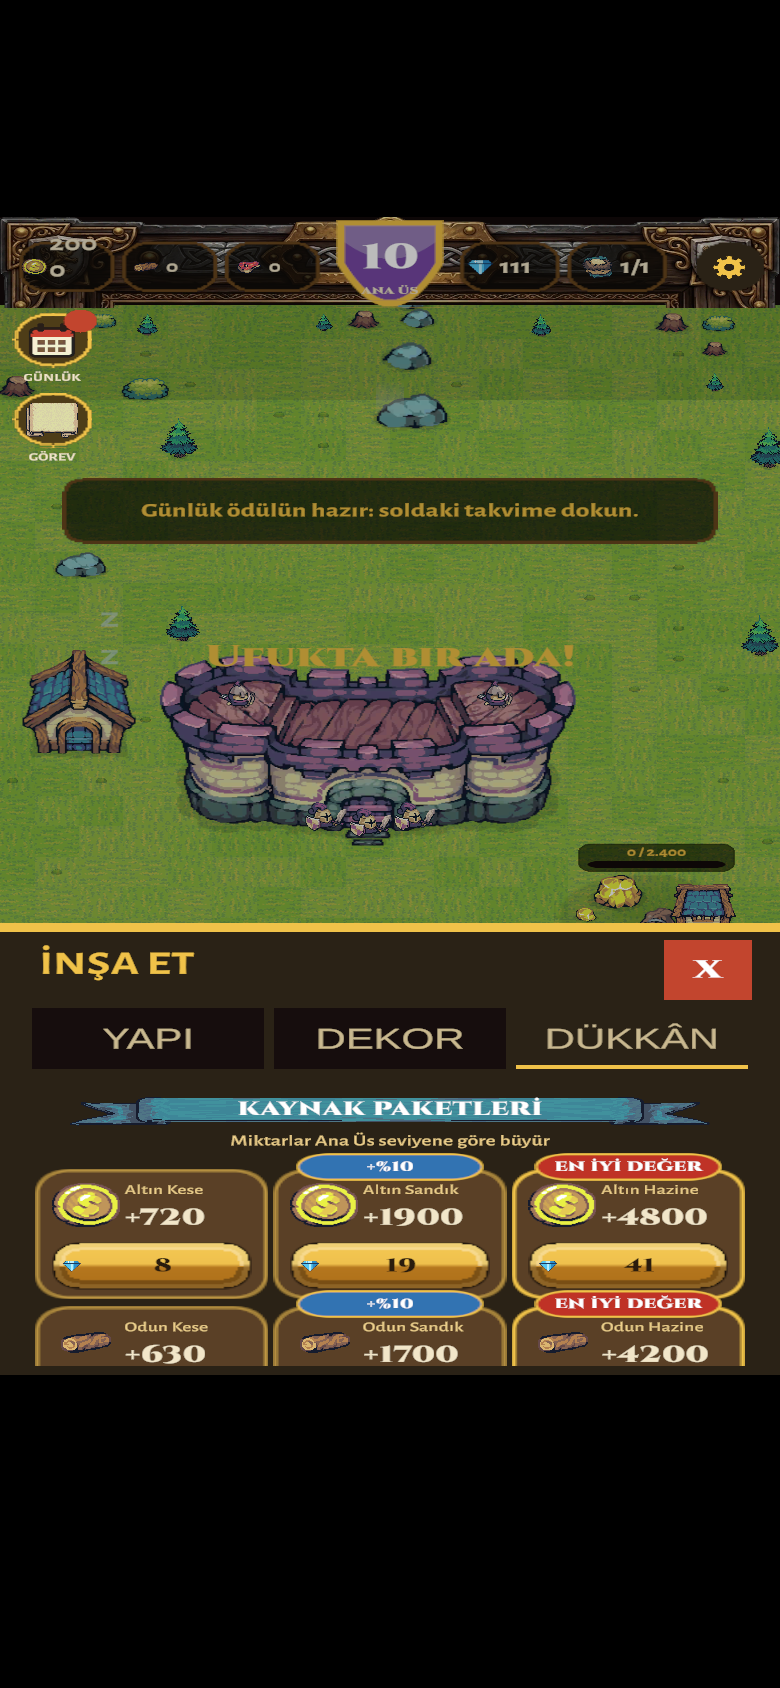 200
0
0
0
10
ANA ÜS
111
1/1
GÜNLÜK
GÖREV
Günlük ödülün hazır: soldaki takvime dokun.
Z
Z
UFUKTA BIR ADA!
0 / 2.400
İNŞA ET
X
YAPI
DEKOR
DÜKKÂN
KAYNAK PAKETLERİ
Miktarlar Ana Üs seviyene göre büyür
Altın Kese
+720
8
+%10
Altın Sandık
+1900
19
EN İYİ DEĞER
Altın Hazine
+4800
41
Odun Kese
+630
+%10
Odun Sandık
+1700
EN İYİ DEĞER
Odun Hazine
+4200